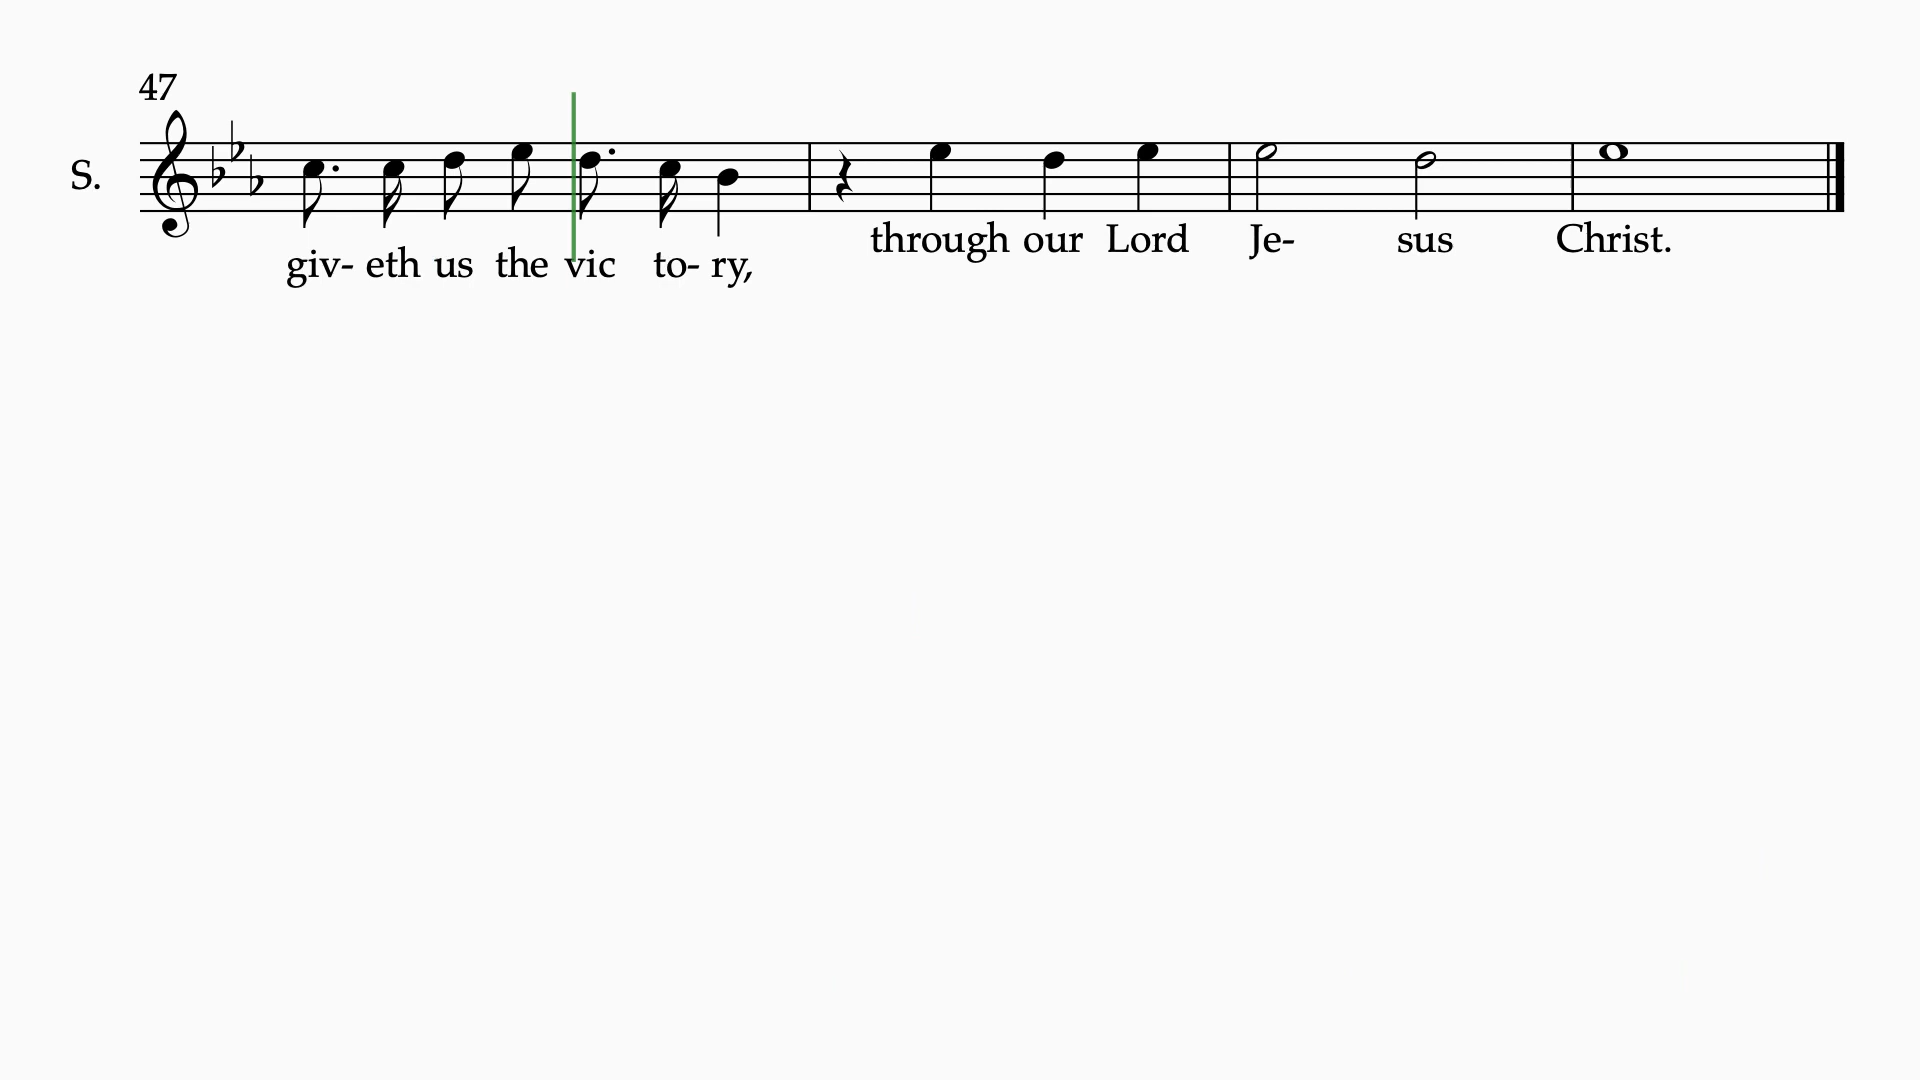 47
S.
giv- eth us the vic to- ry, through our Lord Je- sus Christ.